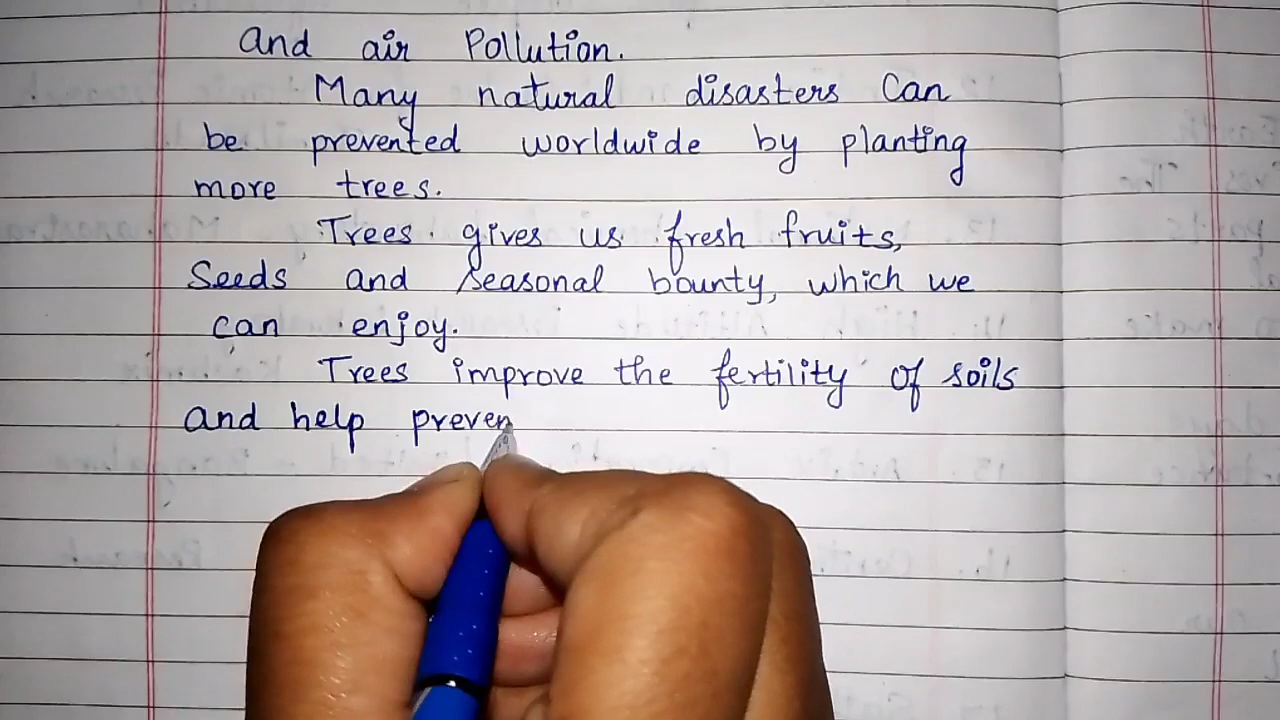 and air Pollution.
Many natural disasters Can
be prevented worldwide by planting
more trees.
Trees gives us fresh fruits,
Seeds and seasonal bounty, which we
can enjoy.
Trees improve the fertility of soils
and help preven